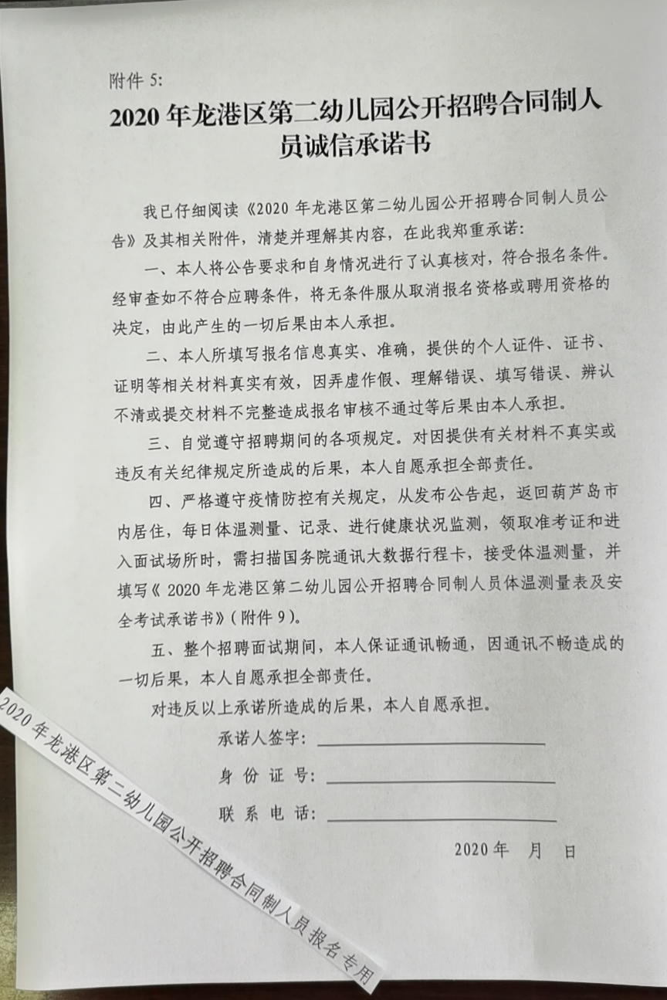 附件 5:
2020 年龙港区第二幼儿园公开招聘合同制人
员诚信承诺书
我已仔细阅读《2020 年龙港区第二幼儿园公开招聘合同制人员公
告》及其相关附件，清楚并理解其内容，在此我郑重承诺：
一、本人将公告要求和自身情况进行了认真核对，符合报名条件。
经审查如不符合应聘条件，将无条件服从取消报名资格或聘用资格的
决定，由此产生的一切后果由本人承担。
二、本人所填写报名信息真实、准确，提供的个人证件、证书、
证明等相关材料真实有效，因弄虚作假、理解错误、填写错误、辨认
不清或提交材料不完整造成报名审核不通过等后果由本人承担。
三、自觉遵守招聘期间的各项规定。对因提供有关材料不真实或
违反有关纪律规定所造成的后果，本人自愿承担全部责任。
四、严格遵守疫情防控有关规定，从发布公告起，返回葫芦岛市
内居住，每日体温测量、记录、进行健康状况监测，领取准考证和进
入面试场所时，需扫描国务院通讯大数据行程卡，接受体温测量，并
填写《 2020 年龙港区第二幼儿园公开招聘合同制人员体温测量表及安
全考试承诺书》（附件 9）。
五、整个招聘面试期间，本人保证通讯畅通，因通讯不畅造成的
一切后果，本人自愿承担全部责任。
对违反以上承诺所造成的后果，本人自愿承担。
承诺人签字：
身 份 证 号：
联 系 电 话：
2020 年 月 日
2020 年龙港区第二幼儿园公开招聘合同制人员报名专用